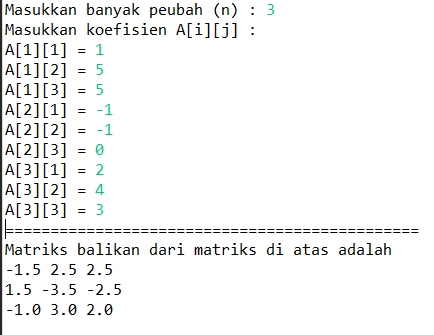 Masukkan banyak peubah (n) : 3
Masukkan koefisien A[i][j] :
A[1][1] = 1
A[1][2] = 5
A[1][3] = 5
A[2][1] = -1
A[2][2] = -1
A[2][3] = 0
A[3][1] = 2
A[3][2] = 4
A[3][3] = 3
================================================
Matriks balikan dari matriks di atas adalah
-1.5 2.5 2.5
1.5 -3.5 -2.5
-1.0 3.0 2.0